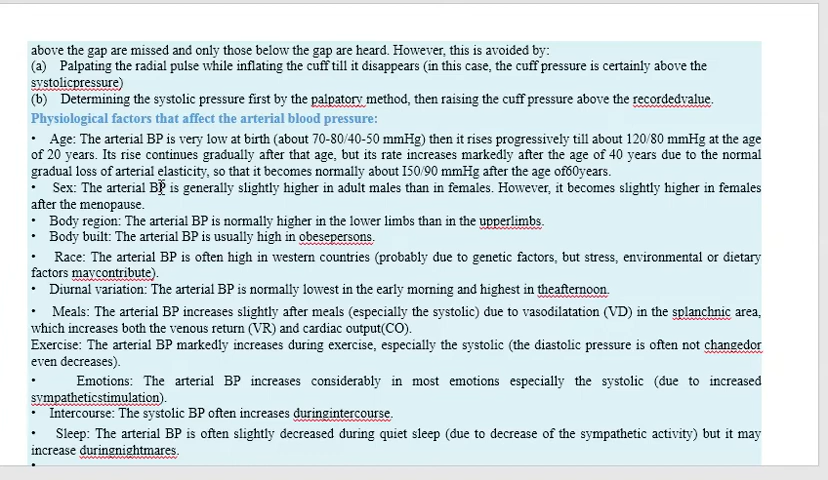 above the gap are missed and only those below the gap are heard. However, this is avoided by:
(a) Palpating the radial pulse while inflating the cuff till it disappears (in this case, the cuff pressure is certainly above the
systolicpressure)
(b) Determining the systolic pressure first by the palpatory method, then raising the cuff pressure above the recordedvalue.
Physiological factors that affect the arterial blood pressure:
• Age: The arterial BP is very low at birth (about 70-80/40-50 mmHg) then it rises progressively till about 120/80 mmHg at the age
of 20 years. Its rise continues gradually after that age, but its rate increases markedly after the age of 40 years due to the normal
gradual loss of arterial elasticity, so that it becomes normally about I50/90 mmHg after the age of60years.
• Sex: The arterial BP is generally slightly higher in adult males than in females. However, it becomes slightly higher in females
after the menopause.
• Body region: The arterial BP is normally higher in the lower limbs than in the upperlimbs.
• Body built: The arterial BP is usually high in obesepersons.
• Race: The arterial BP is often high in western countries (probably due to genetic factors, but stress, environmental or dietary
factors maycontribute).
• Diurnal variation: The arterial BP is normally lowest in the early morning and highest in theafternoon.
• Meals: The arterial BP increases slightly after meals (especially the systolic) due to vasodilatation (VD) in the splanchnic area,
which increases both the venous return (VR) and cardiac output(CO).
Exercise: The arterial BP markedly increases during exercise, especially the systolic (the diastolic pressure is often not changedor
even decreases).
• Emotions: The arterial BP increases considerably in most emotions especially the systolic (due to increased
sympatheticstimulation).
• Intercourse: The systolic BP often increases duringintercourse.
• Sleep: The arterial BP is often slightly decreased during quiet sleep (due to decrease of the sympathetic activity) but it may
increase duringnightmares.